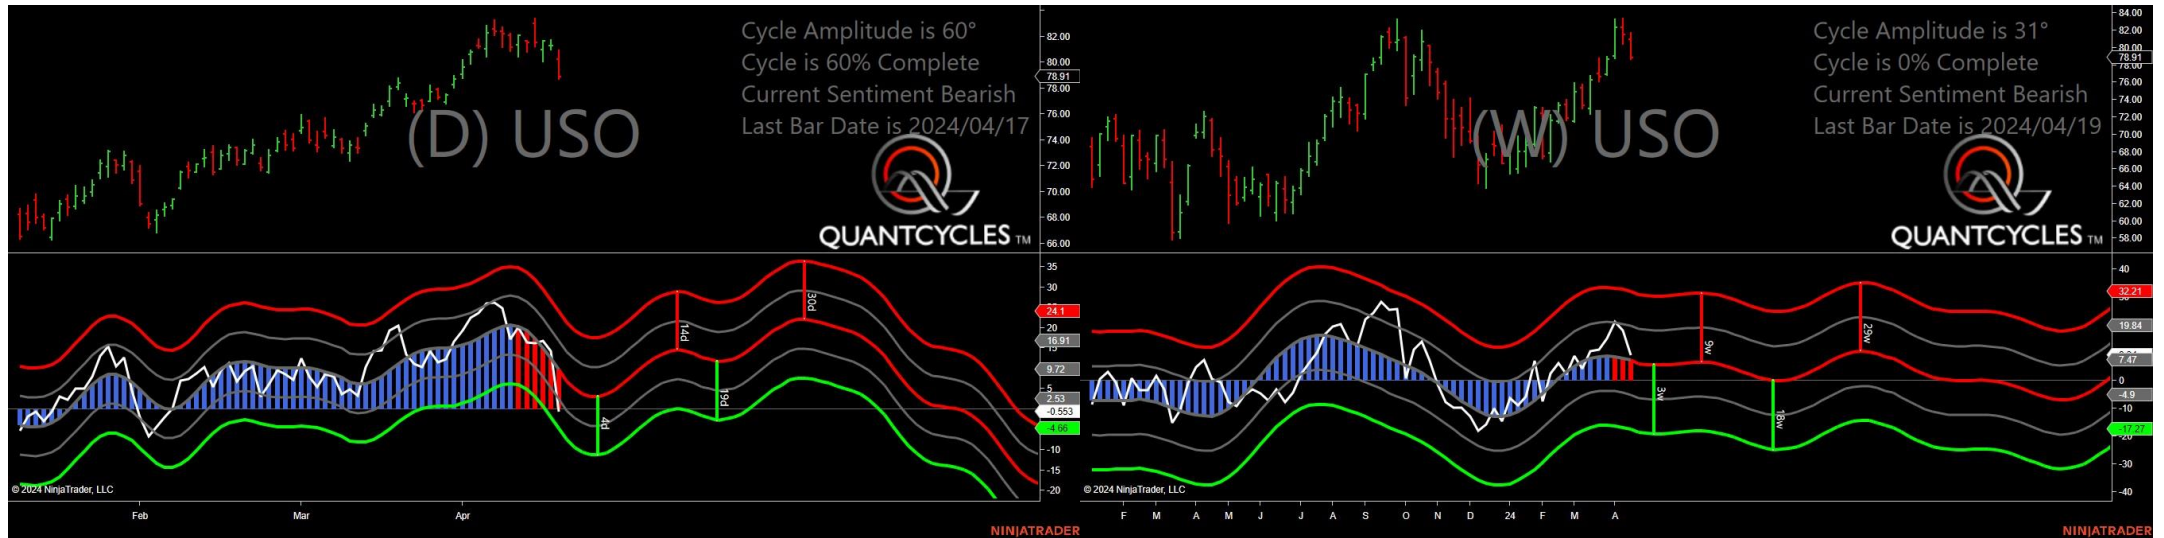 Cycle Amplitude is 60°
Cycle is 60% Complete
Current Sentiment Bearish
Last Bar Date is 2024/04/17
(D) USO
QUANTCYCLES TM
82.00
80.00
78.91
78.00
76.00
74.00
72.00
70.00
68.00
66.00
35
30
24.1
20
16.91
15
9.72
5
2.53
-0.553
-4.66
-10
-15
-20
4d
14d
19d
30d
© 2024 NinjaTrader, LLC
Feb
Mar
Apr
NINJATRADER
Cycle Amplitude is 31°
Cycle is 0% Complete
Current Sentiment Bearish
Last Bar Date is 2024/04/19
(W) USO
QUANTCYCLES TM
84.00
82.00
80.00
78.91
78.00
76.00
74.00
72.00
70.00
68.00
66.00
64.00
62.00
60.00
58.00
40
32.21
19.84
7.47
0
-4.9
-10
-17.27
-30
-40
3w
9w
18w
29w
© 2024 NinjaTrader, LLC
F
M
A
M
J
J
A
S
O
N
D
24
F
M
A
NINJATRADER